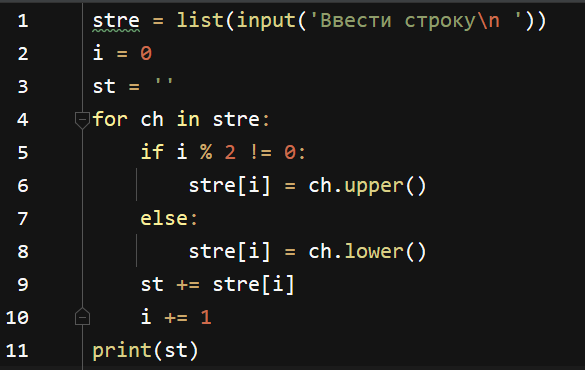 1 stre = list(input('Ввести строку\n '))
2 i = 0
3 st = ''
4 for ch in stre:
5     if i % 2 != 0:
6         stre[i] = ch.upper()
7     else:
8         stre[i] = ch.lower()
9     st += stre[i]
10     i += 1
11 print(st)